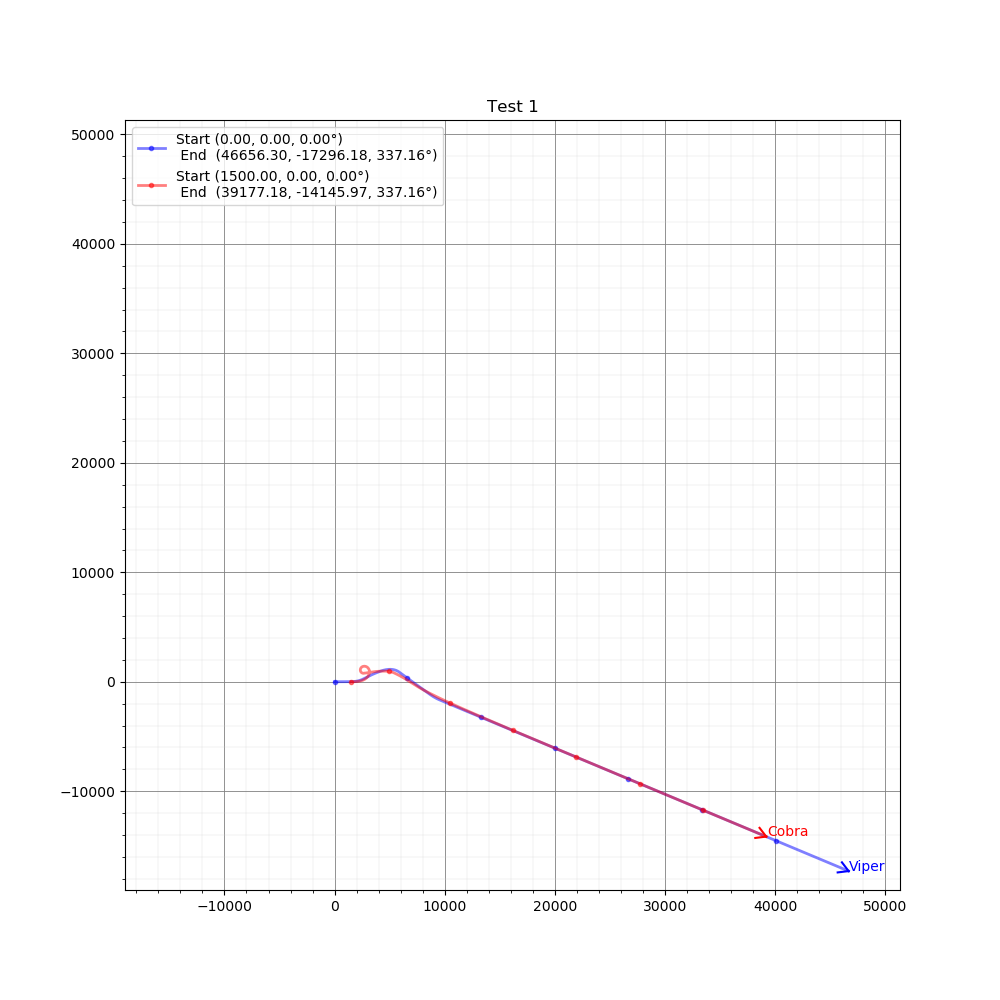 Test 1
Start (0.00, 0.00, 0.00°)
End (46656.30, -17296.18, 337.16°)
Start (1500.00, 0.00, 0.00°)
End (39177.18, -14145.97, 337.16°)
50000
40000
30000
20000
10000
0
−10000
Cobra
Viper
−10000 0 10000 20000 30000 40000 50000